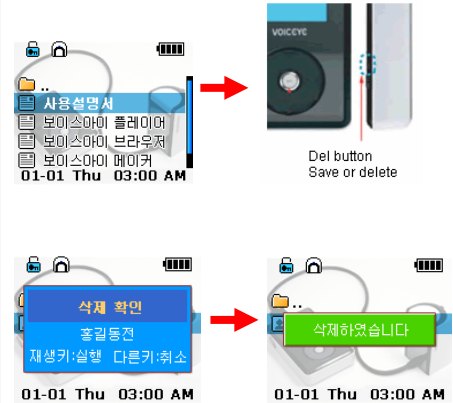 ..
사용설명서
보이스아이 플레이어
보이스아이 브라우저
보이스아이 메이커
01-01 Thu 03:00 AM
VOICEYE
Del button
Save or delete
삭제 확인
홍길동전
재생키:실행 다른키:취소
01-01 Thu 03:00 AM
..
삭제하였습니다
01-01 Thu 03:00 AM